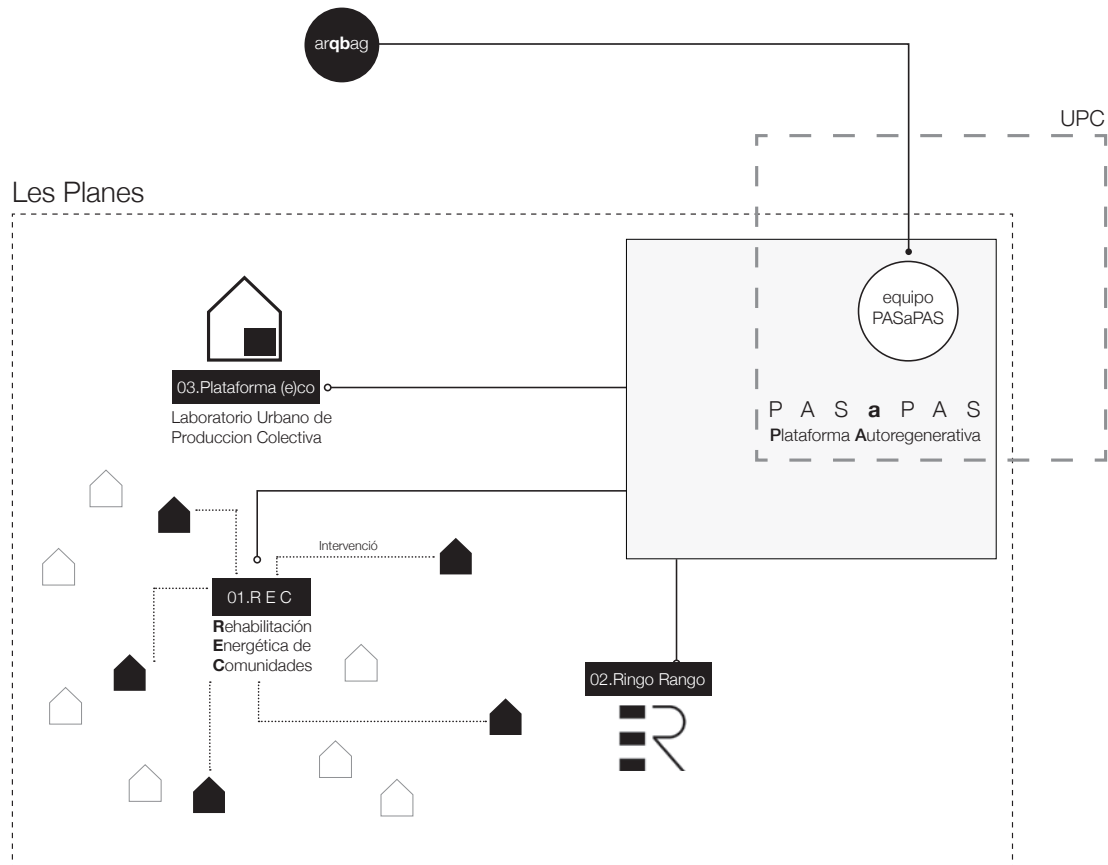 arqbag
UPC
Les Planes
equipo
PASaPAS
03.Plataforma (e)co
Laboratorio Urbano de
Produccion Colectiva
P A S a P A S
Plataforma Autoregenerativa
Intervenció
01.R E C
Rehabilitación
Energética de
Comunidades
02.Ringo Rango
ER